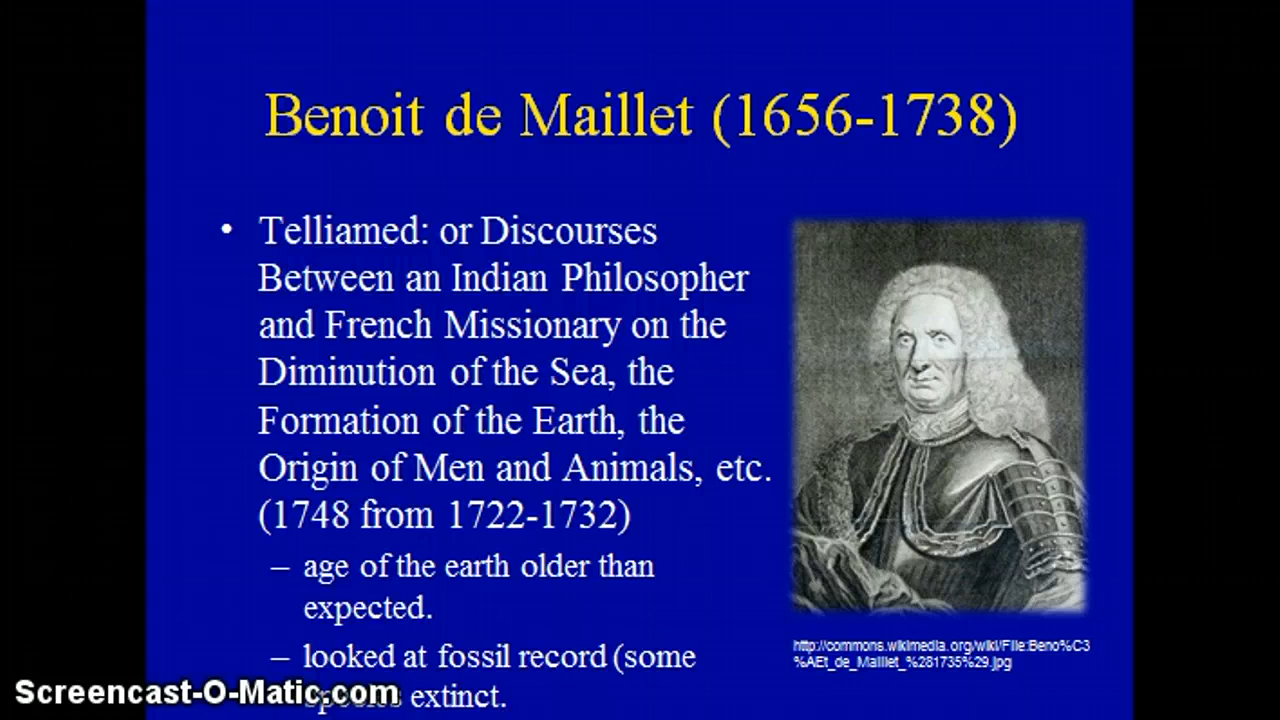 Benoit de Maillet (1656-1738)
• Telliamed: or Discourses
Between an Indian Philosopher
and French Missionary on the
Diminution of the Sea, the
Formation of the Earth, the
Origin of Men and Animals, etc.
(1748 from 1722-1732)
– age of the earth older than
expected.
– looked at fossil record (some
species extinct.
http://commons.wikimedia.org/wiki/File:Beno%C3
%AEt_de_Maillet_%281735%29.jpg
Screencast-O-Matic.com